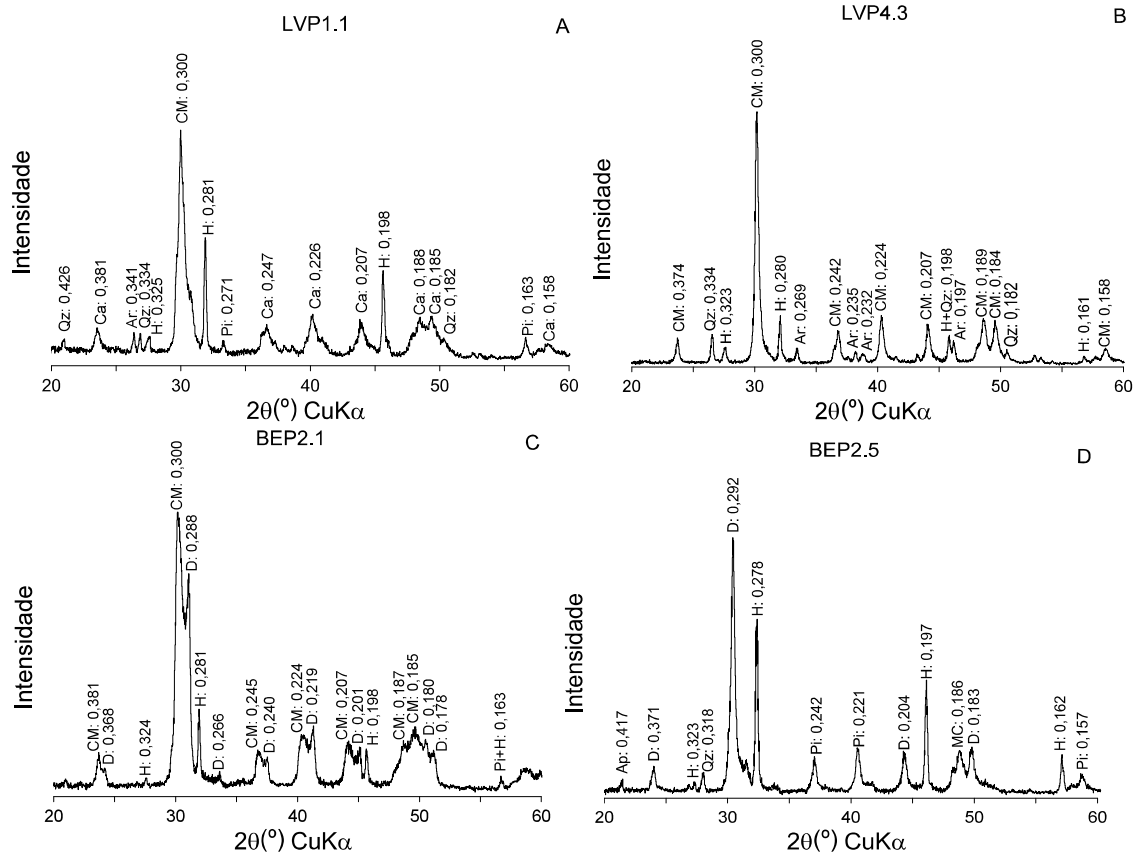 LVP1.1
A
Intensidade
Qz: 0,426
Ca: 0,381
Ar: 0,341
Qz: 0,334
H: 0,325
CM: 0,300
H: 0,281
Pi: 0,271
Ca: 0,247
Ca: 0,226
Ca: 0,207
H: 0,198
Ca: 0,188
Ca: 0,185
Qz: 0,182
Pi: 0,163
Ca: 0,158
20 30 40 50 60
2θ(º) CuKα
LVP4.3
B
Intensidade
CM: 0,374
Qz: 0,334
H: 0,323
CM: 0,300
H: 0,280
Ar: 0,269
CM: 0,242
Ar: 0,235
Ar: 0,232
CM: 0,224
CM: 0,207
H+Qz: 0,198
Ar: 0,197
CM: 0,189
CM: 0,184
Qz: 0,182
H: 0,161
CM: 0,158
20 30 40 50 60
2θ(º) CuKα
BEP2.1
C
Intensidade
CM: 0,381
D: 0,368
H: 0,324
CM: 0,300
D: 0,288
H: 0,281
D: 0,266
CM: 0,245
D: 0,240
CM: 0,224
D: 0,219
CM: 0,207
D: 0,201
H: 0,198
CM: 0,187
CM: 0,185
D: 0,180
D: 0,178
Pi+H: 0,163
20 30 40 50 60
2θ(º) CuKα
BEP2.5
D
Intensidade
Ap: 0,417
D: 0,371
H: 0,323
Qz: 0,318
D: 0,292
H: 0,278
Pi: 0,242
Pi: 0,221
D: 0,204
H: 0,197
MC: 0,186
D: 0,183
H: 0,162
Pi: 0,157
20 30 40 50 60
2θ(º) CuKα